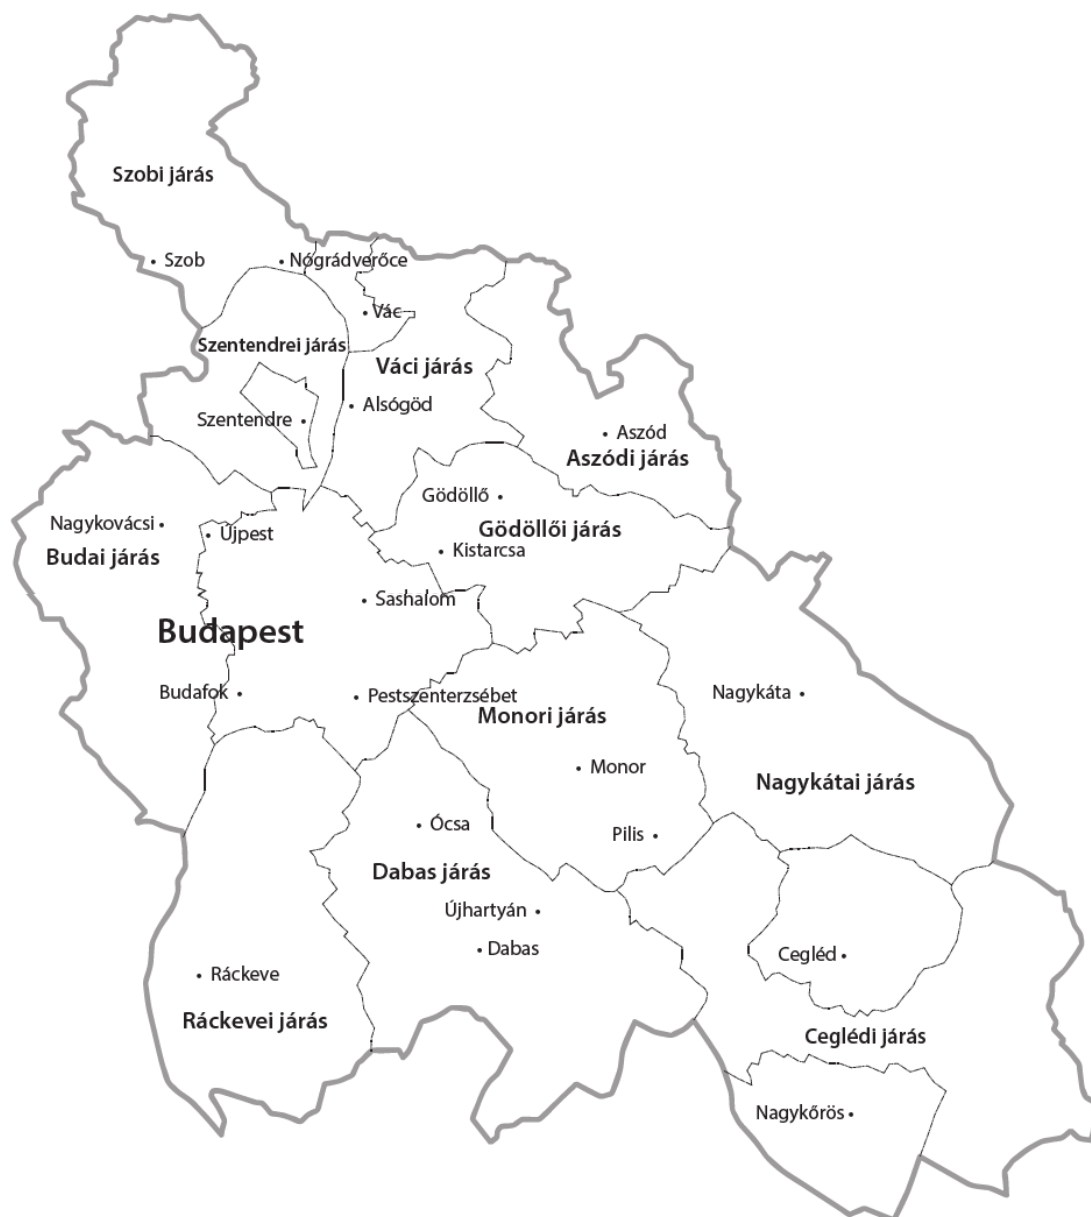 Szobi járás
Szob
Nógrádverőce
Vác
Szentendrei járás
Váci járás
Alsógöd
Szentendre
Aszód
Aszódi járás
Gödöllő
Nagykovácsi
Újpest
Gödöllői járás
Budai járás
Kistarcsa
Sashalom
Budapest
Budafok
Pestszenterzsébet
Nagykáta
Monori járás
Monor
Nagykátai járás
Ócsa
Pilis
Dabas járás
Újhartyán
Dabas
Cegléd
Ráckeve
Ráckevei járás
Ceglédi járás
Nagykőrös